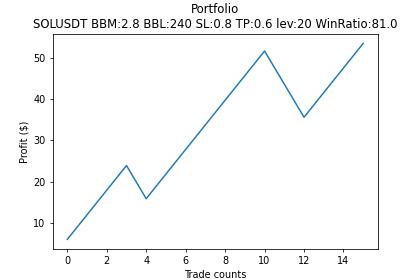 Portfolio
SOLUSDT BBM:2.8 BBL:240 SL:0.8 TP:0.6 lev:20 WinRatio:81.0
50
40
30
20
10
Profit ($)
0 2 4 6 8 10 12 14
Trade counts